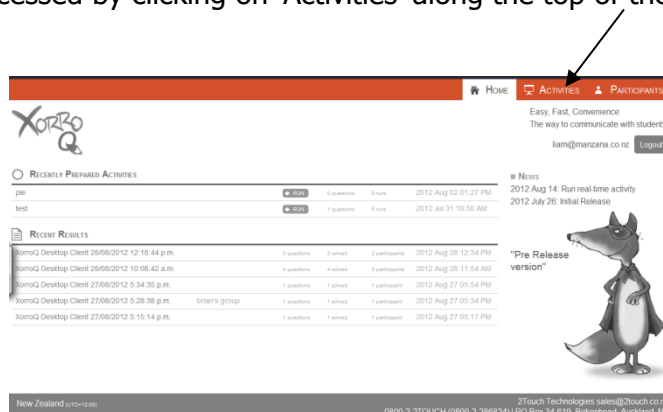 cessed by clicking on 'Activities' along the top of the
HOME ACTIVITIES PARTICIPANTS
XORRO Q
Easy, Fast, Convenience
The way to communicate with student
liam@manzana.co.nz Logout
RECENTLY PREPARED ACTIVITIES
pie RUN 0 questions 0 runs 2012 Aug 02 01:27 PM
test RUN 1 questions 5 runs 2012 Jul 31 10:50 AM
RECENT RESULTS
XorroQ Desktop Client 28/08/2012 12:18:44 p.m. 5 questions 5 solved 2 participants 2012 Aug 28 12:34 PM
XorroQ Desktop Client 28/08/2012 10:08:42 a.m. 4 questions 3 participants 2012 Aug 28 11:54 AM
XorroQ Desktop Client 27/08/2012 5:34:35 p.m. 1 questions 1 solved 1 participant 2012 Aug 27 05:54 PM
XorroQ Desktop Client 27/08/2012 5:28:38 p.m. brian's group 1 questions 1 solved 1 participant 2012 Aug 27 05:34 PM
XorroQ Desktop Client 27/08/2012 5:15:14 p.m. 1 questions 1 solved 1 participant 2012 Aug 27 05:17 PM
NEWS
2012 Aug 14: Run real-time activity
2012 July 26: Initial Release
"Pre Release
version"
New Zealand (UTC+12:00)
2Touch Technologies sales@2touch.co.n
0800 2 2TOUCH (0800 2 286824) | PO Box 34 619, Birkenhead, Auckland